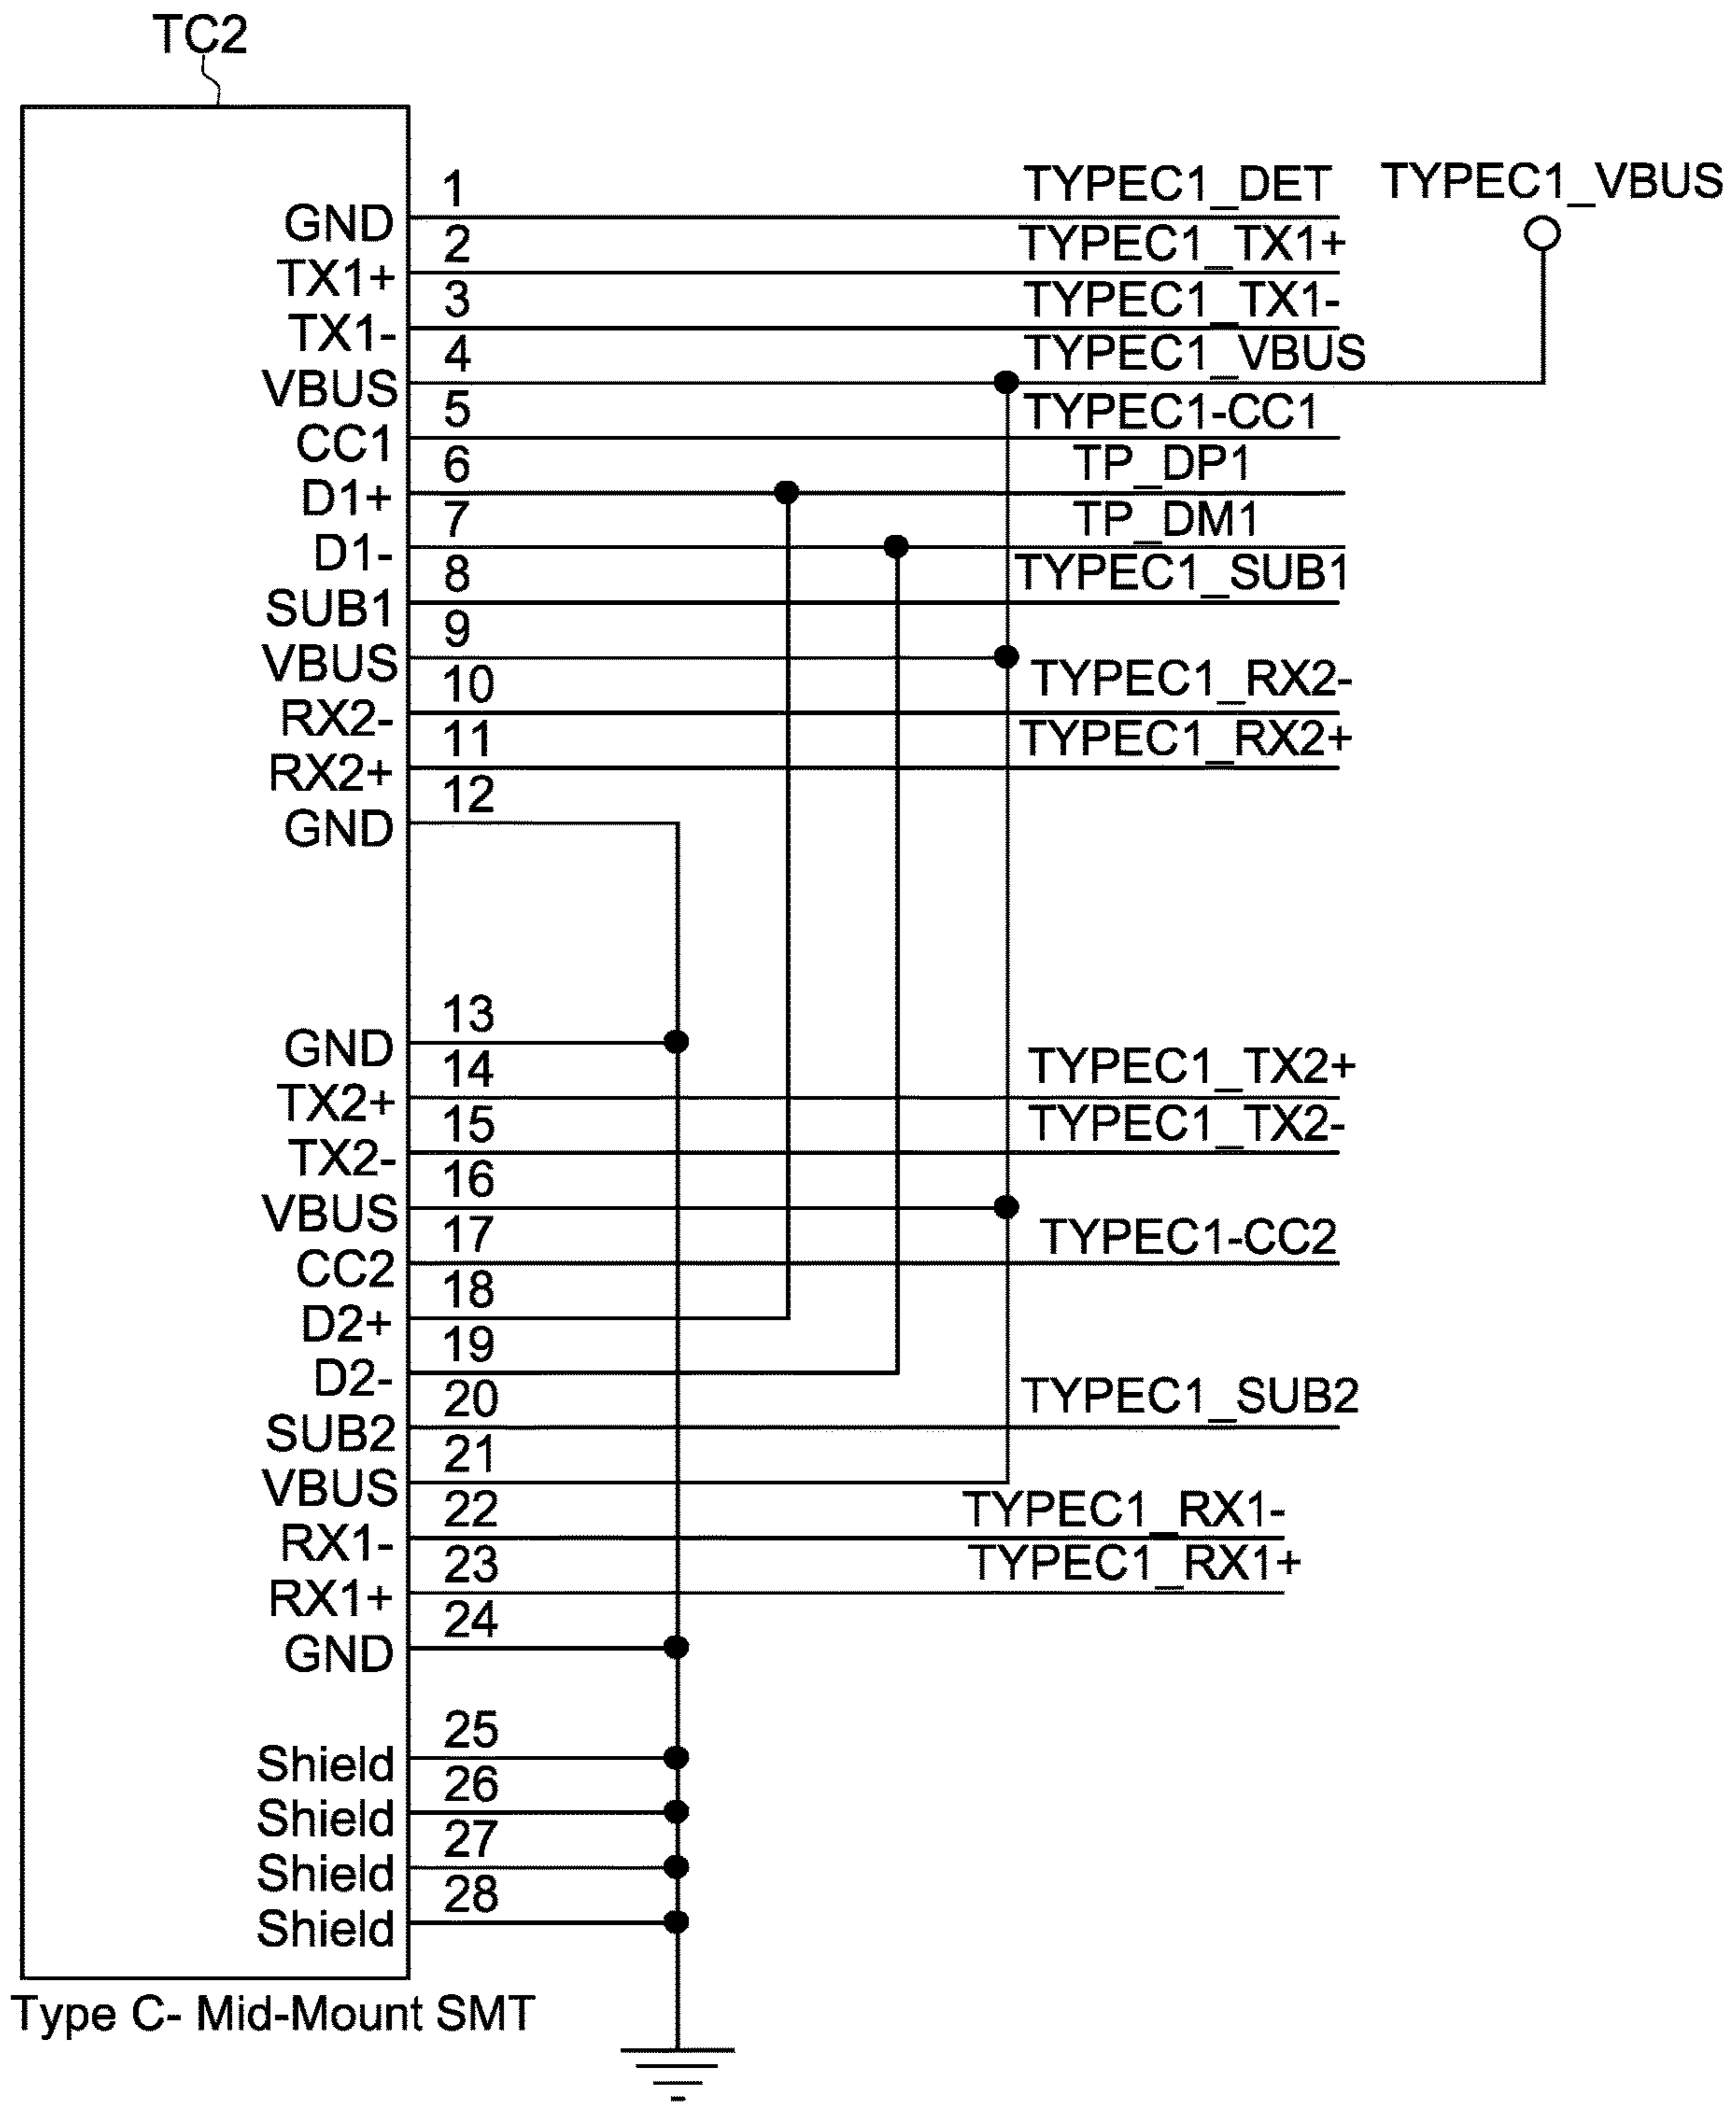 TC2
1 TYPEC1_DET TYPEC1_VBUS
GND
2 TYPEC1_TX1+
TX1+
3 TYPEC1_TX1-
TX1-
4 TYPEC1_VBUS
VBUS
5 TYPEC1-CC1
CC1
6 TP_DP1
D1+
7 TP_DM1
D1-
8 TYPEC1_SUB1
SUB1
9
VBUS
10 TYPEC1_RX2-
RX2-
11 TYPEC1_RX2+
RX2+
12
GND
13
GND
14 TYPEC1_TX2+
TX2+
15 TYPEC1_TX2-
TX2-
16
VBUS
17 TYPEC1-CC2
CC2
18
D2+
19
D2-
20 TYPEC1_SUB2
SUB2
21
VBUS
22 TYPEC1_RX1-
RX1-
23 TYPEC1_RX1+
RX1+
24
GND
25
Shield
26
Shield
27
Shield
28
Shield
Type C- Mid-Mount SMT